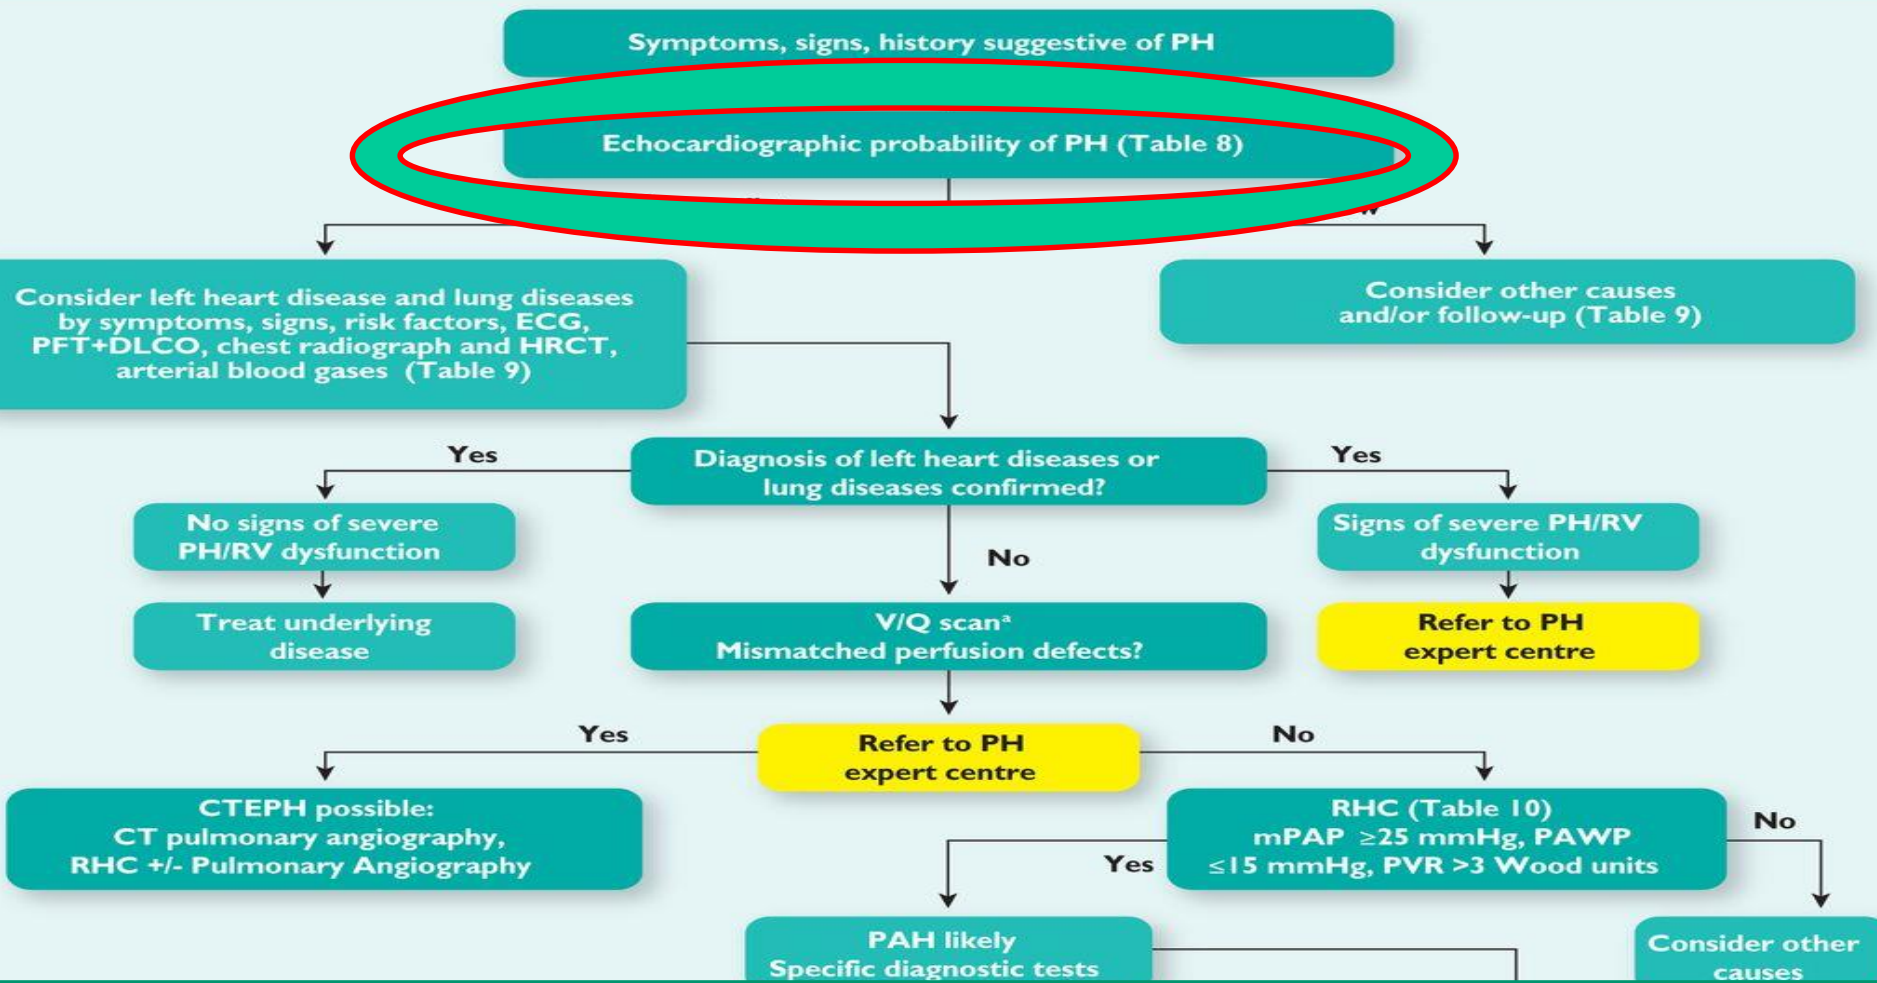 Symptoms, signs, history suggestive of PH
Echocardiographic probability of PH (Table 8)
Consider left heart disease and lung diseases
by symptoms, signs, risk factors, ECG,
PFT+DLCO, chest radiograph and HRCT,
arterial blood gases (Table 9)
Consider other causes
and/or follow-up (Table 9)
Yes
Diagnosis of left heart diseases or
lung diseases confirmed?
Yes
No signs of severe
PH/RV dysfunction
No
Signs of severe PH/RV
dysfunction
Treat underlying
disease
V/Q scanᵃ
Mismatched perfusion defects?
Refer to PH
expert centre
Yes
Refer to PH
expert centre
No
CTEPH possible:
CT pulmonary angiography,
RHC +/- Pulmonary Angiography
RHC (Table 10)
mPAP ≥25 mmHg, PAWP
≤15 mmHg, PVR >3 Wood units
No
Yes
PAH likely
Specific diagnostic tests
Consider other
causes